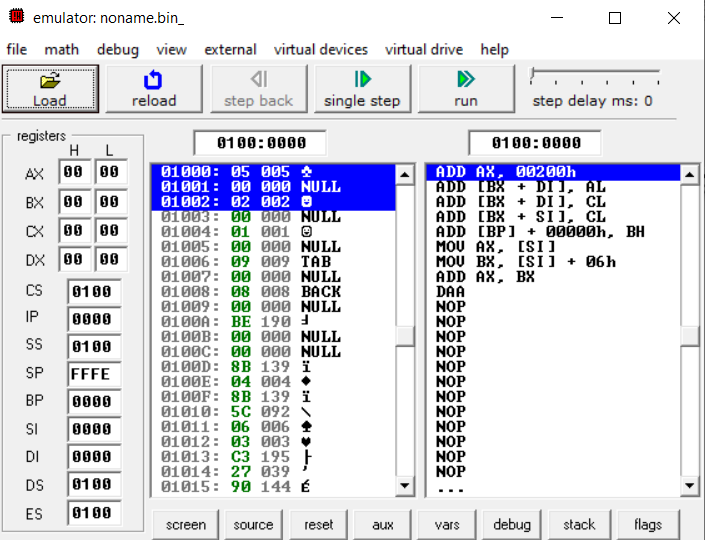 emulator: noname.bin_
file math debug view external virtual devices virtual drive help
Load reload step back single step run step delay ms: 0
registers
H L
AX 00 00
BX 00 00
CX 00 00
DX 00 00
CS 0100
IP 0000
SS 0100
SP FFFE
BP 0000
SI 0000
DI 0000
DS 0100
ES 0100
0100:0000
01000: 05 005 ♣
01001: 00 000 NULL
01002: 02 002 ☻
01003: 00 000 NULL
01004: 01 001 ☺
01005: 00 000 NULL
01006: 09 009 TAB
01007: 00 000 NULL
01008: 08 008 BACK
01009: 00 000 NULL
0100A: BE 190 ╛
0100B: 00 000 NULL
0100C: 00 000 NULL
0100D: 8B 139 ï
0100E: 04 004 ♦
0100F: 8B 139 ï
01010: 5C 092 \
01011: 06 006 ♠
01012: 03 003 ♥
01013: C3 195 ├
01014: 27 039 '
01015: 90 144 É
0100:0000
ADD AX, 00200h
ADD [BX + DI], AL
ADD [BX + DI], CL
ADD [BX + SI], CL
ADD [BP] + 00000h, BH
MOV AX, [SI]
MOV BX, [SI] + 06h
ADD AX, BX
DAA
NOP
NOP
NOP
NOP
NOP
NOP
NOP
NOP
NOP
NOP
NOP
NOP
...
screen source reset aux vars debug stack flags